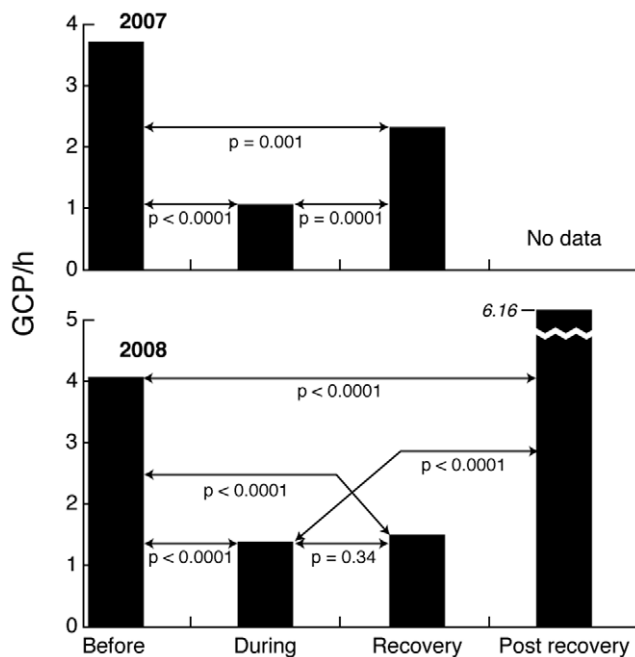 2007
4
3
2
1
0
p = 0.001
p < 0.0001
p = 0.0001
No data
GCP/h
2008
5
4
3
2
1
0
6.16
p < 0.0001
p < 0.0001
p < 0.0001
p < 0.0001
p = 0.34
Before During Recovery Post recovery